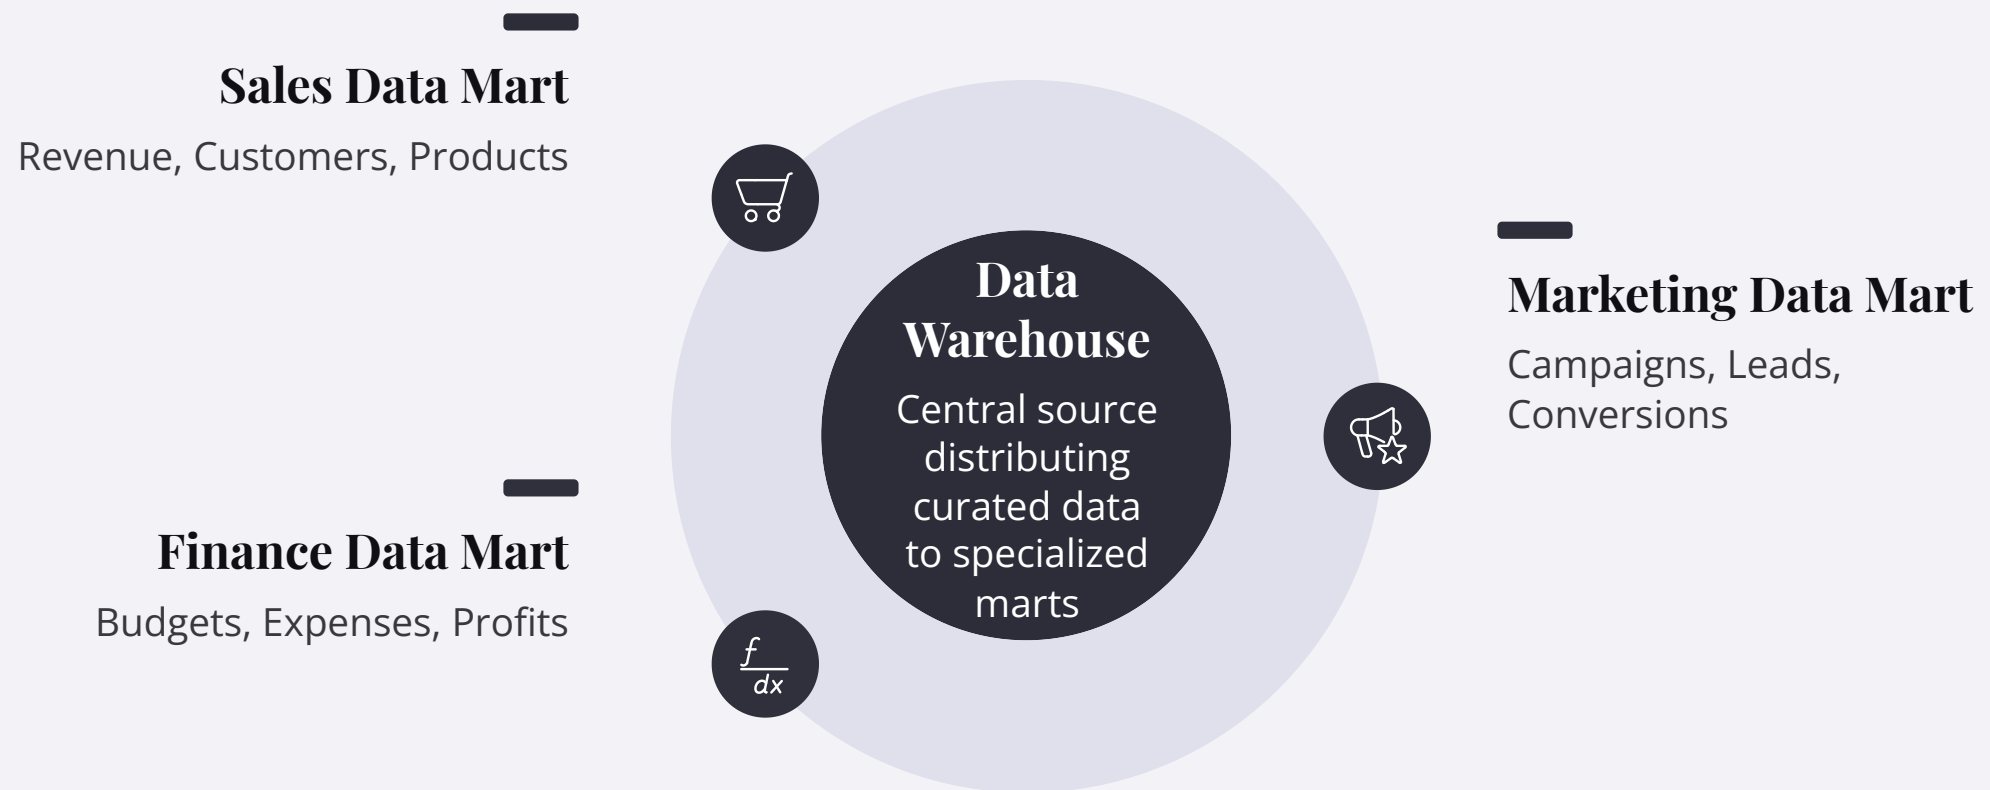 Sales Data Mart
Revenue, Customers, Products
Data
Warehouse
Central source
distributing
curated data
to specialized
marts
Marketing Data Mart
Campaigns, Leads,
Conversions
Finance Data Mart
Budgets, Expenses, Profits
f
dx